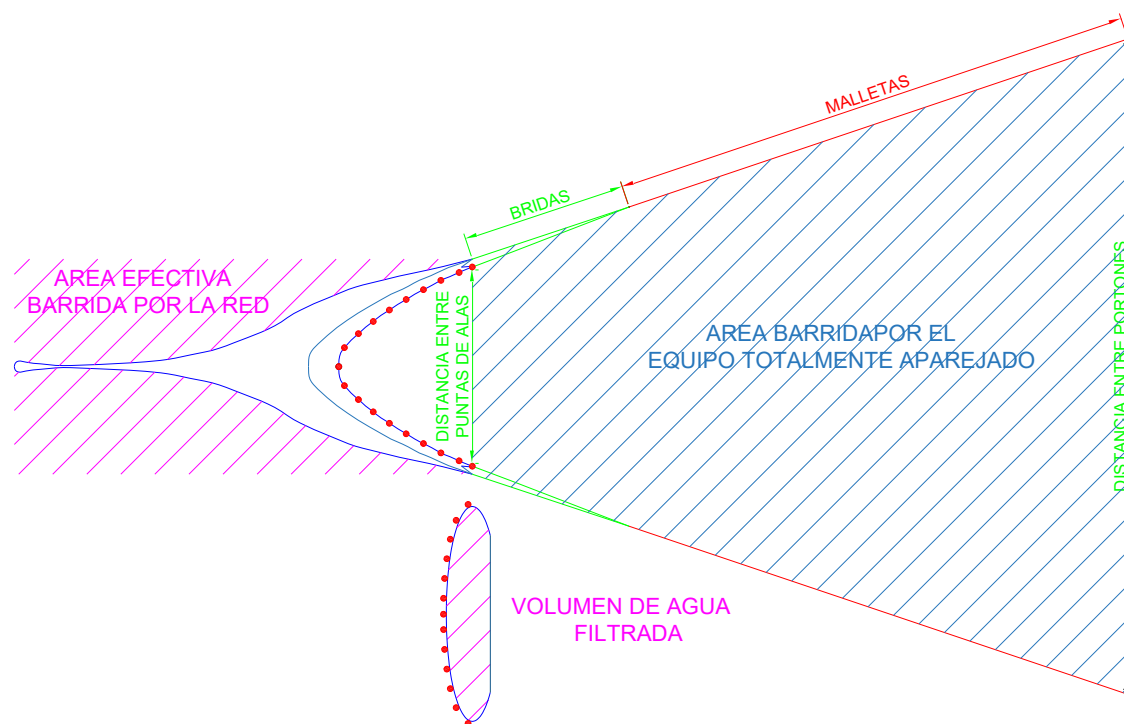 MALLETAS
BRIDAS
AREA EFECTIVA
BARRIDA POR LA RED
DISTANCIA ENTRE
PUNTAS DE ALAS
AREA BARRIDAPOR EL
EQUIPO TOTALMENTE APAREJADO
DISTANCIA ENTRE PORTONES
VOLUMEN DE AGUA
FILTRADA